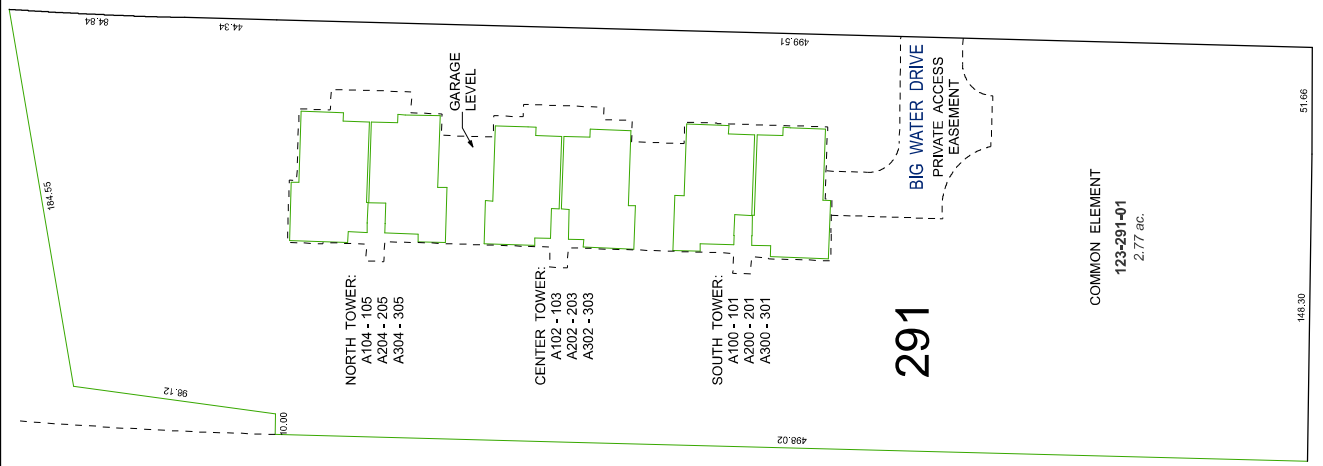 84.84
44.34
499.51
184.55
GARAGE
LEVEL
BIG WATER DRIVE
PRIVATE ACCESS
EASEMENT
51.66
COMMON ELEMENT
123-291-01
2.77 ac.
NORTH TOWER:
A104 - 105
A204 - 205
A304 - 305
CENTER TOWER:
A102 - 103
A202 - 203
A302 - 303
SOUTH TOWER:
A100 - 101
A200 - 201
A300 - 301
291
148.30
98.12
10.00
498.02